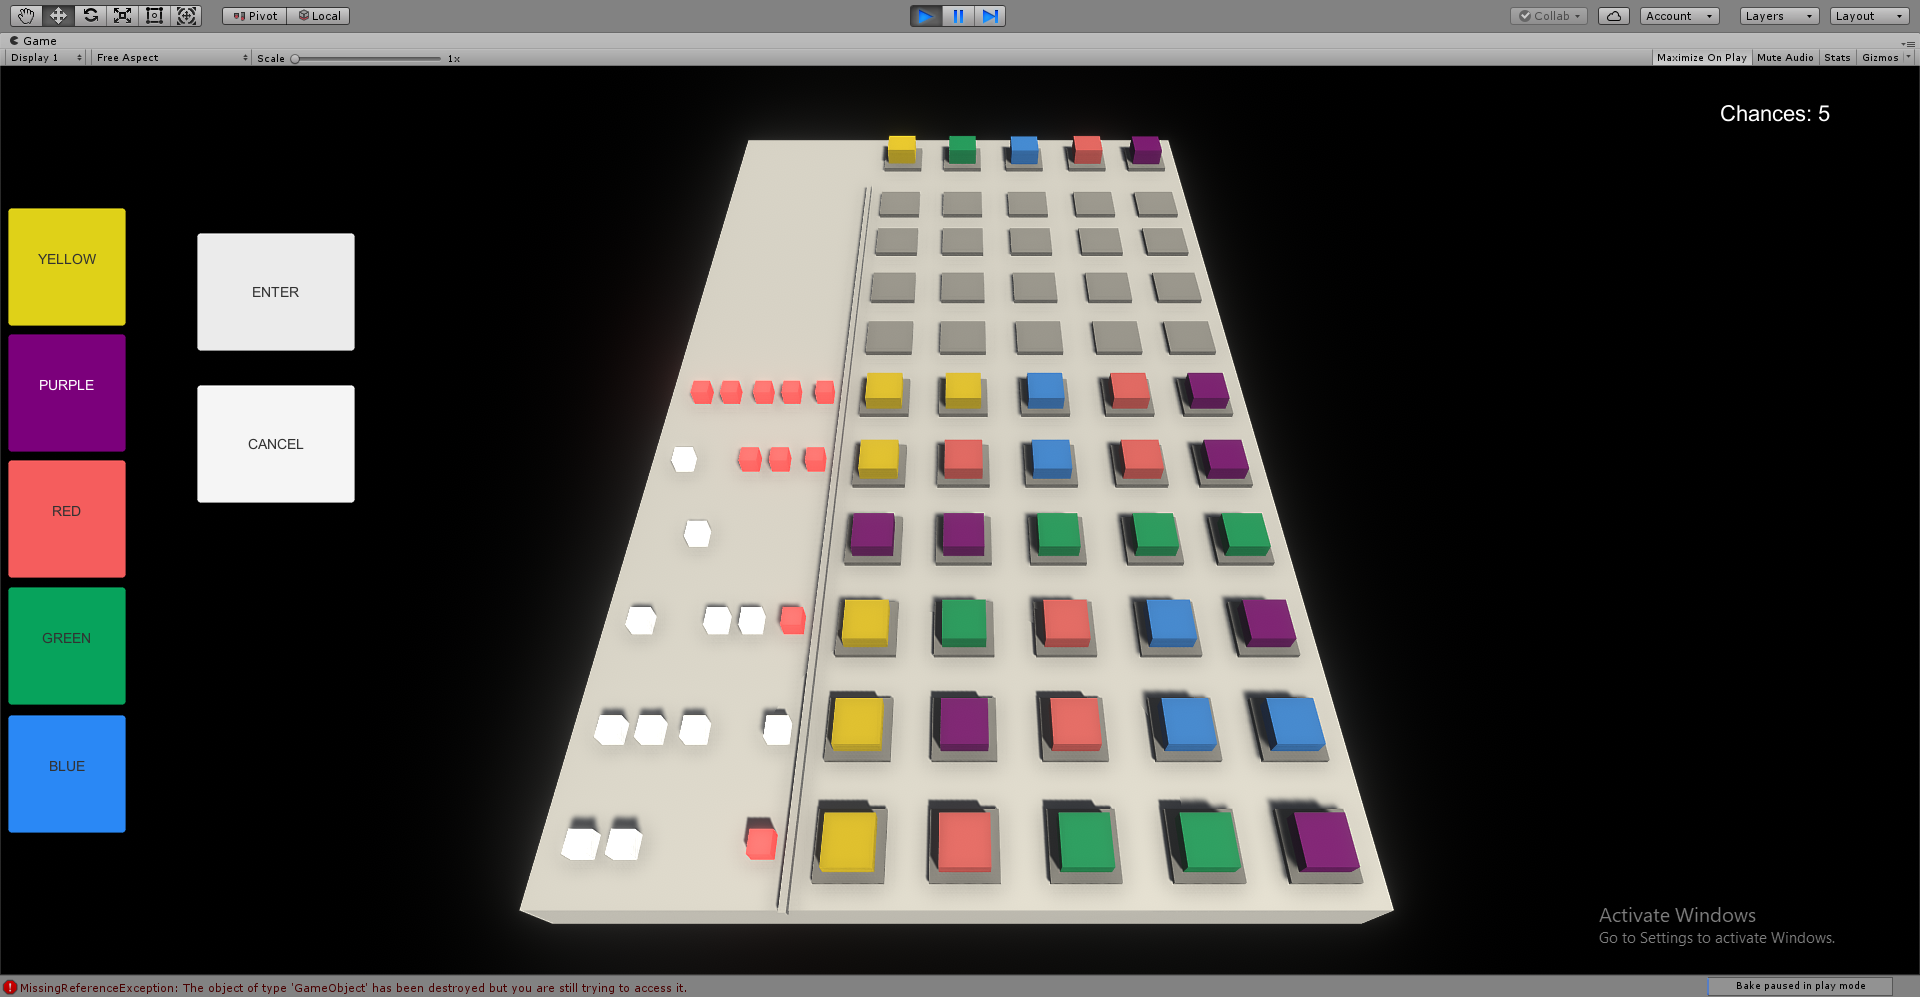 Pivot Local Collab Account Layers Layout
Game
Display 1 Free Aspect Scale 1x Maximize On Play Mute Audio Stats Gizmos
Chances: 5
YELLOW
ENTER
PURPLE
CANCEL
RED
GREEN
BLUE
Activate Windows
Go to Settings to activate Windows.
MissingReferenceException: The object of type 'GameObject' has been destroyed but you are still trying to access it.
Bake paused in play mode